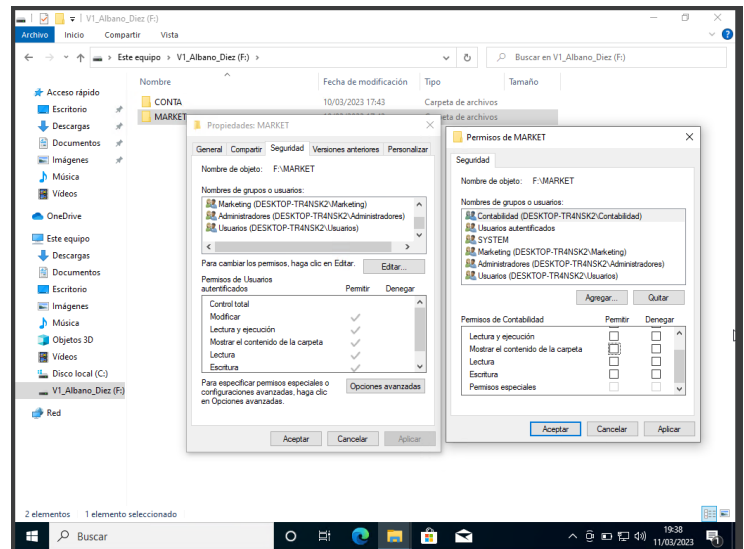 V1_Albano_Diez (F:)
Archivo Inicio Compartir Vista
Este equipo > V1_Albano_Diez (F:) >
Buscar en V1_Albano_Diez (F:)
Nombre Fecha de modificación Tipo Tamaño
Acceso rápido
Escritorio
Descargas
Documentos
Imágenes
Música
Vídeos
OneDrive
Este equipo
Descargas
Documentos
Escritorio
Imágenes
Música
Objetos 3D
Vídeos
Disco local (C:)
V1_Albano_Diez (F:)
Red
CONTA 10/03/2023 17:43 Carpeta de archivos
MARKET
Propiedades: MARKET
General Compartir Seguridad Versiones anteriores Personalizar
Nombre de objeto: F:\MARKET
Nombres de grupos o usuarios:
Marketing (DESKTOP-TR4NSK2\Marketing)
Administradores (DESKTOP-TR4NSK2\Administradores)
Usuarios (DESKTOP-TR4NSK2\Usuarios)
Para cambiar los permisos, haga clic en Editar. Editar...
Permisos de Usuarios
autentificados Permitir Denegar
Control total
Modificar
Lectura y ejecución
Mostrar el contenido de la carpeta
Lectura
Escritura
Para especificar permisos especiales o
configuraciones avanzadas, haga clic
en Opciones avanzadas.
Opciones avanzadas
Aceptar Cancelar Aplicar
Permisos de MARKET
Seguridad
Nombre de objeto: F:\MARKET
Nombres de grupos o usuarios:
Contabilidad (DESKTOP-TR4NSK2\Contabilidad)
Usuarios autentificados
SYSTEM
Marketing (DESKTOP-TR4NSK2\Marketing)
Administradores (DESKTOP-TR4NSK2\Administradores)
Usuarios (DESKTOP-TR4NSK2\Usuarios)
Agregar... Quitar
Permisos de Contabilidad Permitir Denegar
Lectura y ejecución
Mostrar el contenido de la carpeta
Lectura
Escritura
Permisos especiales
Aceptar Cancelar Aplicar
2 elementos 1 elemento seleccionado
Buscar
19:38
11/03/2023